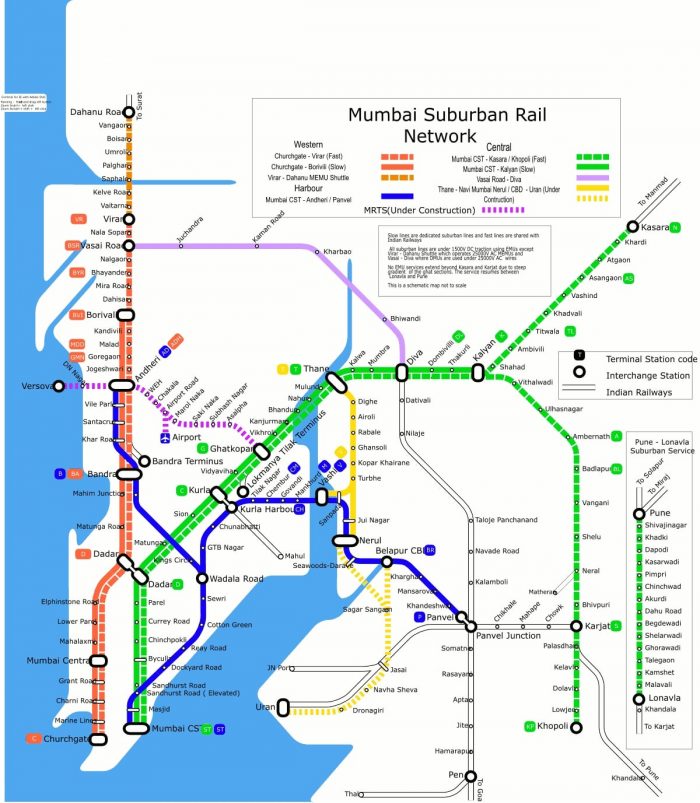 Mumbai Suburban Rail
Network
Western
Churchgate - Virar (Fast)
Churchgate - Borivili (Slow)
Virar - Dahanu MEMU Shuttle
Harbour
Mumbai CST - Andheri / Panvel
Central
Mumbai CST - Kasara / Khopoli (Fast)
Mumbai CST - Kalyan (Slow)
Vasai Road - Diva
Thane - Navi Mumbai Nerul / CBD - Uran (Under
Contruction)
MRTS(Under Construction)
Slow lines are dedicated suburban lines and fast lines are shared with
Indian Railways
All suburban lines are under 1500V DC traction using EMUs except
Virar - Dahanu Shuttle which operates 25000V AC MEMUs and
Vasai - Diva where DMUs are used under 25000V AC wires
No EMU services extend beyond Kasara and Karjat due to steep
gradient of the ghat sections. The service resumes between
Lonavla and Pune
This is a schematic map not to scale
T
Terminal Station code
Interchange Station
Indian Railways
Pune - Lonavla
Suburban Service
To Solapur
To Miraj
Pune
Shivajinagar
Khadki
Dapodi
Kasarwadi
Pimpri
Chinchwad
Akurdi
Dahu Road
Begdewadi
Shelarwadi
Ghorawadi
Talegaon
Kamshet
Malavali
Lonavla
Khandala
To Karjat
To Surat
Dahanu Road
Vangaon
Boisar
Umroli
Palghar
Saphale
Kelve Road
Vaitarna
Virar
VR
Nala Sopara
Vasai Road
BSR
Naigaon
Bhayander
BYR
Mira Road
Dahisar
Borivali
BVI
Kandivili
Malad
MDD
Goregaon
GMN
Jogeshwari
Andheri
AD
ADH
Versova
DN Nagar
WEH
Chakala
Airport Road
Marol Naka
Saki Naka
Subhash Nagar
Asalpha
Airport
Vile Parle
Santacruz
Khar Road
Bandra Terminus
Bandra
B
BA
Mahim Junction
Matunga Road
Dadar
D
Elphinstone Road
Lower Parel
Mahalaxmi
Mumbai Central
Grant Road
Charni Road
Marine Lines
Churchgate
C
Juchandra
Kaman Road
Kharbao
Bhiwandi
To Manmad
Kasara
N
Khardi
Atgaon
Asangaon
AS
Vashind
Khadvali
Titwala
TL
Ambivili
Shahad
Kalyan
K
Thakurli
Dombivilli
DI
Diva
Mumbra
Kalwa
Thane
T
Mulund
Nahur
Bhandup
Kanjurmarg
Vikhroli
Ghatkopar
G
Vidyavihar
Lokmanya Tilak Terminus
Kurla
C
Kurla Harbour
Sion
Matunga
Kings Circle
Dadar
D
Parel
Currey Road
Chinchpokli
Byculla
Sandhurst Road
Sandhurst Road ( Elevated)
Masjid
Mumbai CST
ST
ST
Dockyard Road
Reay Road
Cotton Green
Sewri
Wadala Road
GTB Nagar
Chunabhatti
Mahul
Tilak Nagar
Chembur
CM
Govandi
Mankhurd
M
CH
Vashi
V
Sanpada
Jui Nagar
Nerul
Seawoods-Darave
Dighe
Airoli
Rabale
Ghansoli
Kopar Khairane
Turbhe
Belapur CBD
BR
Kharghar
Mansarovar
Khandeshwar
Panvel
P
Panvel Junction
Sagar Sangam
Jasai
JN Port
Navha Sheva
Dronagiri
Uran
Dativali
Nilaje
Taloje Panchanand
Navade Road
Kalamboli
Chikhale
Mahape
Chowk
Somatne
Rasayani
Apta
Jite
Hamarapur
Pen
To Goa
Thal
Vithalwadi
Ulhasnagar
Ambernath
A
Badlapur
BL
Vangani
Shelu
Neral
Matheran
Bhivpuri
Karjat
S
Palasdhari
Kelavli
Dolavli
Lowjee
Khopoli
KP
To Pune
Khandala